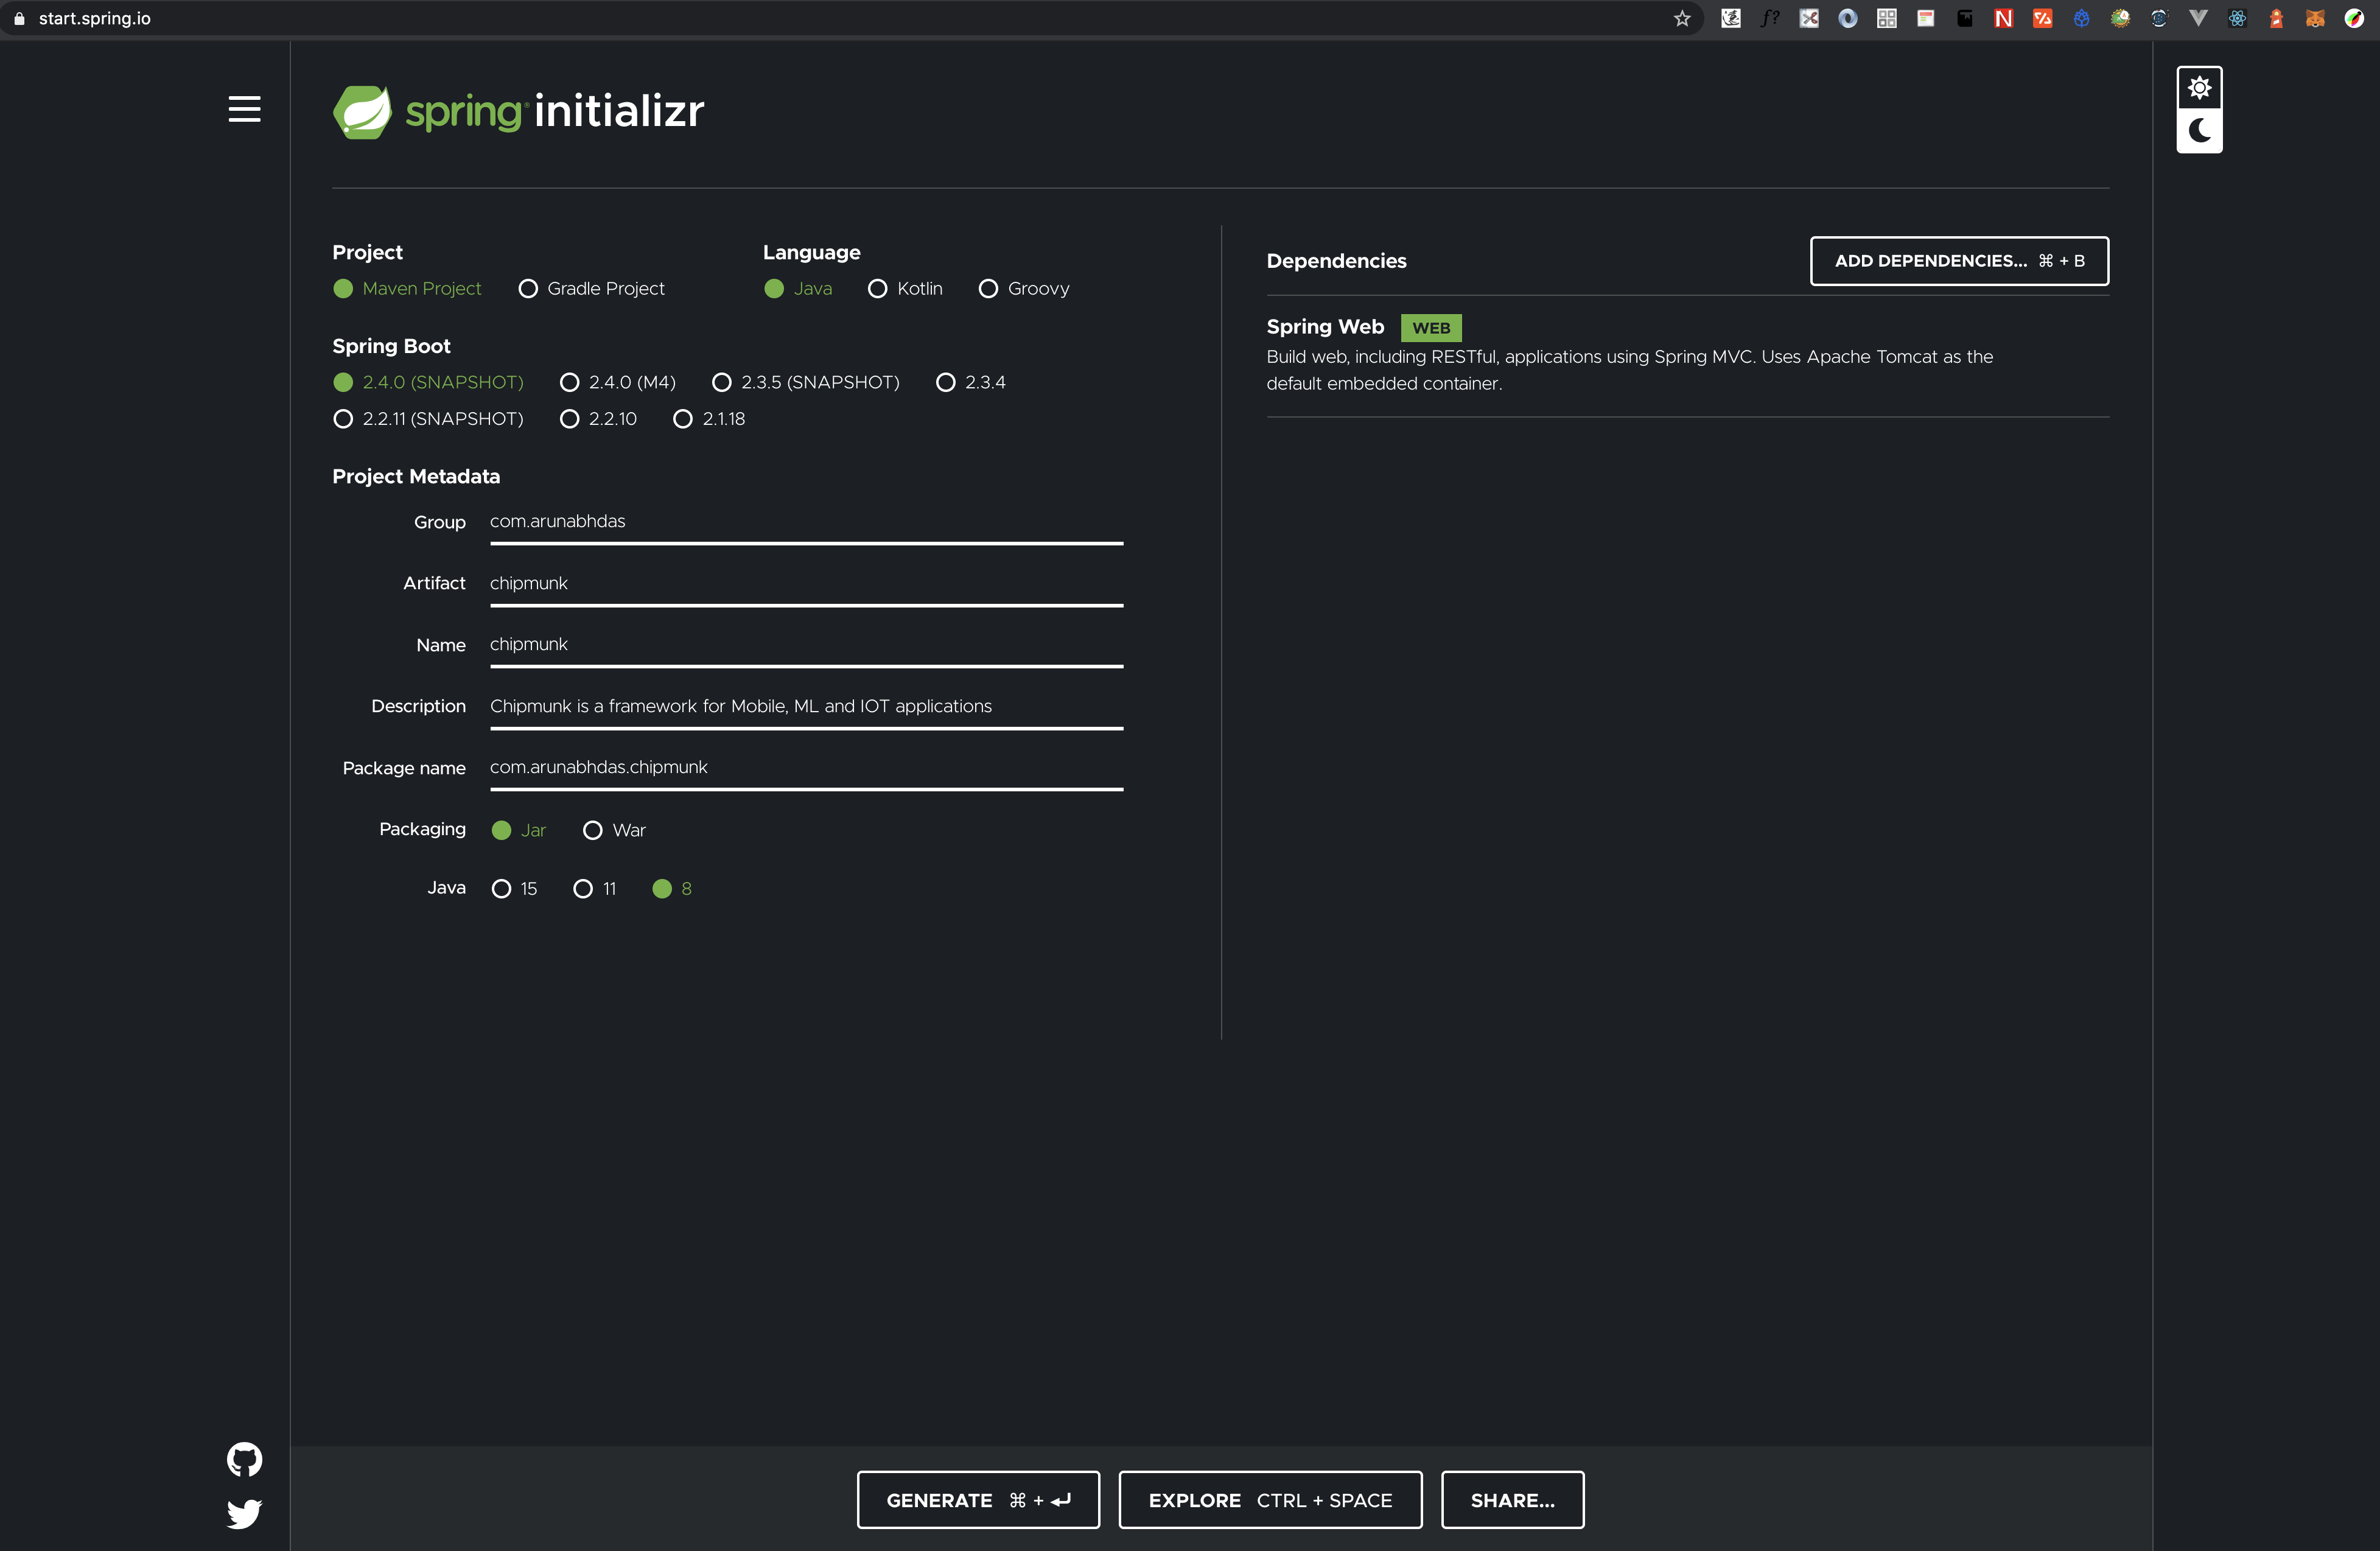 start.spring.io
spring initializr
Project
Maven Project Gradle Project
Language
Java Kotlin Groovy
Spring Boot
2.4.0 (SNAPSHOT) 2.4.0 (M4) 2.3.5 (SNAPSHOT) 2.3.4
2.2.11 (SNAPSHOT) 2.2.10 2.1.18
Project Metadata
Group com.arunabhdas
Artifact chipmunk
Name chipmunk
Description Chipmunk is a framework for Mobile, ML and IOT applications
Package name com.arunabhdas.chipmunk
Packaging Jar War
Java 15 11 8
Dependencies
ADD DEPENDENCIES... ⌘ + B
Spring Web WEB
Build web, including RESTful, applications using Spring MVC. Uses Apache Tomcat as the
default embedded container.
GENERATE ⌘ + ⏎
EXPLORE CTRL + SPACE
SHARE...